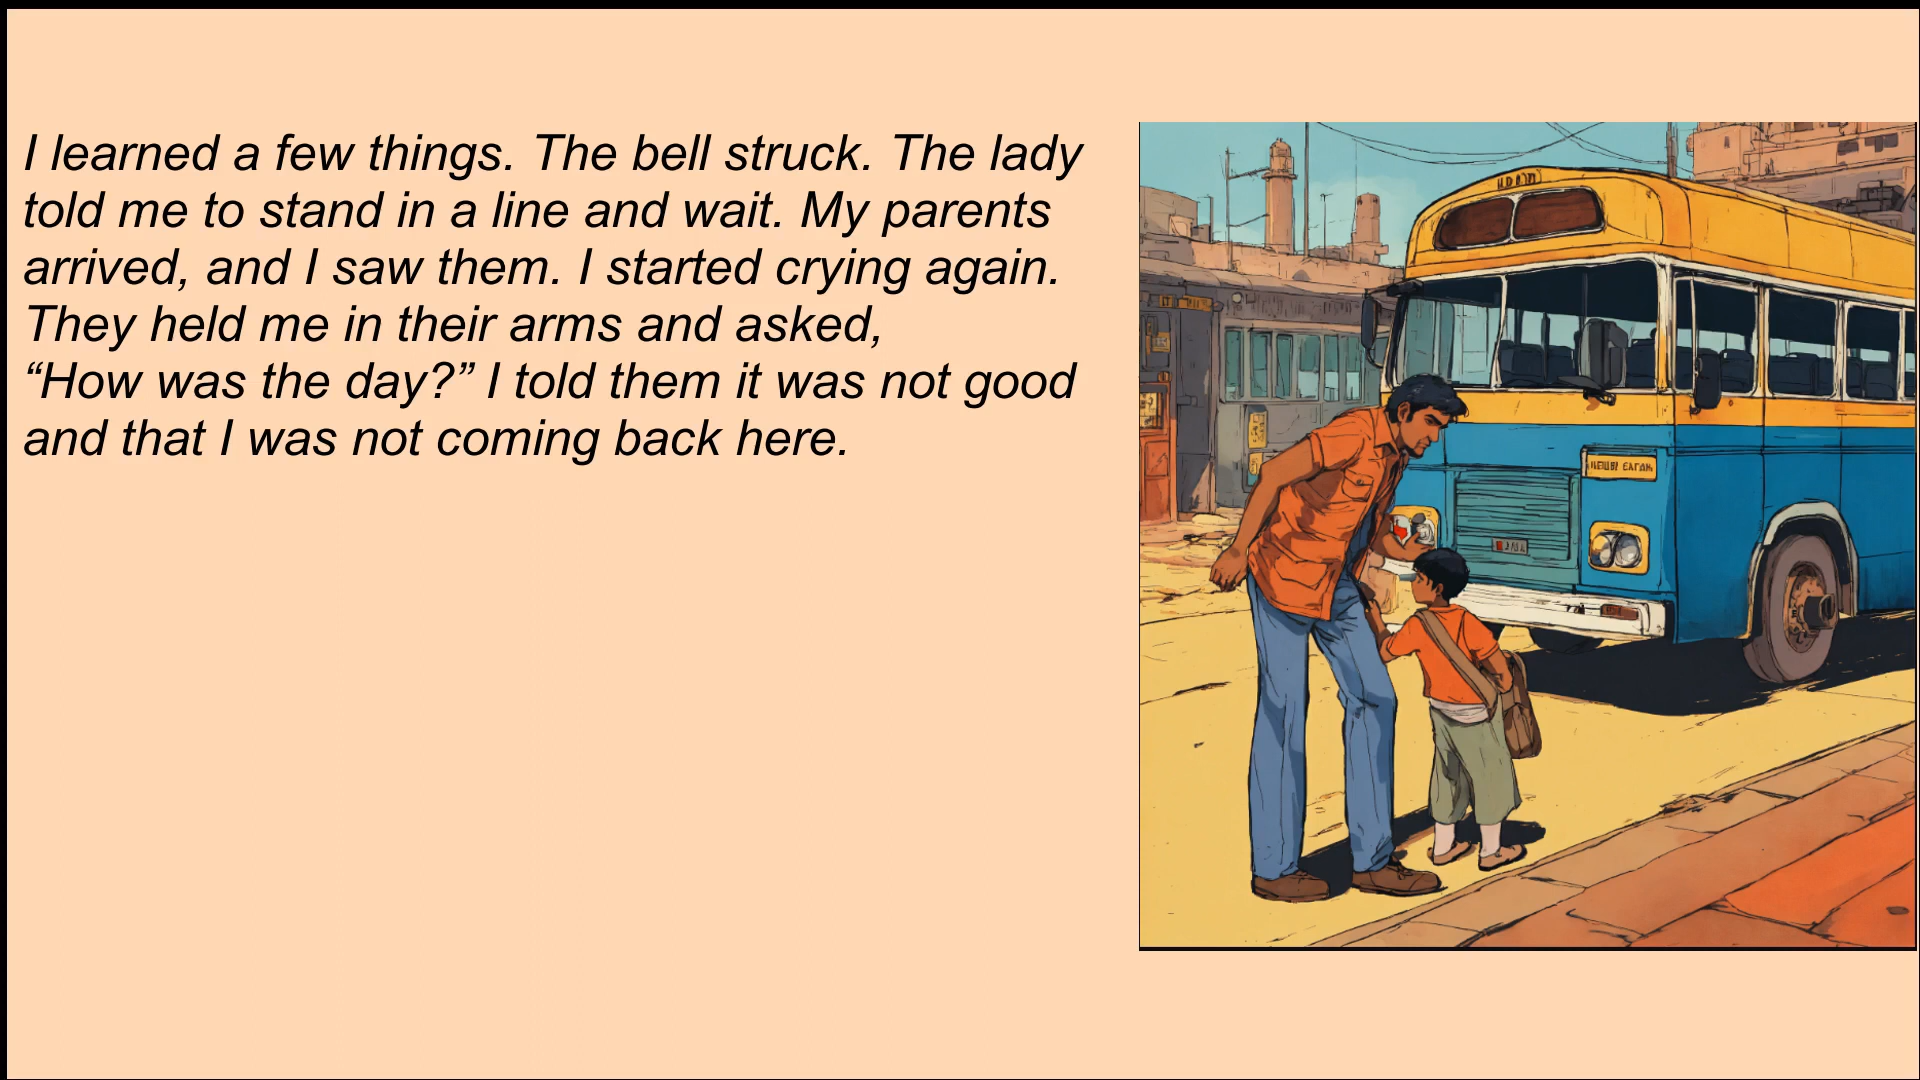 I learned a few things. The bell struck. The lady
told me to stand in a line and wait. My parents
arrived, and I saw them. I started crying again.
They held me in their arms and asked,
“How was the day?” I told them it was not good
and that I was not coming back here.